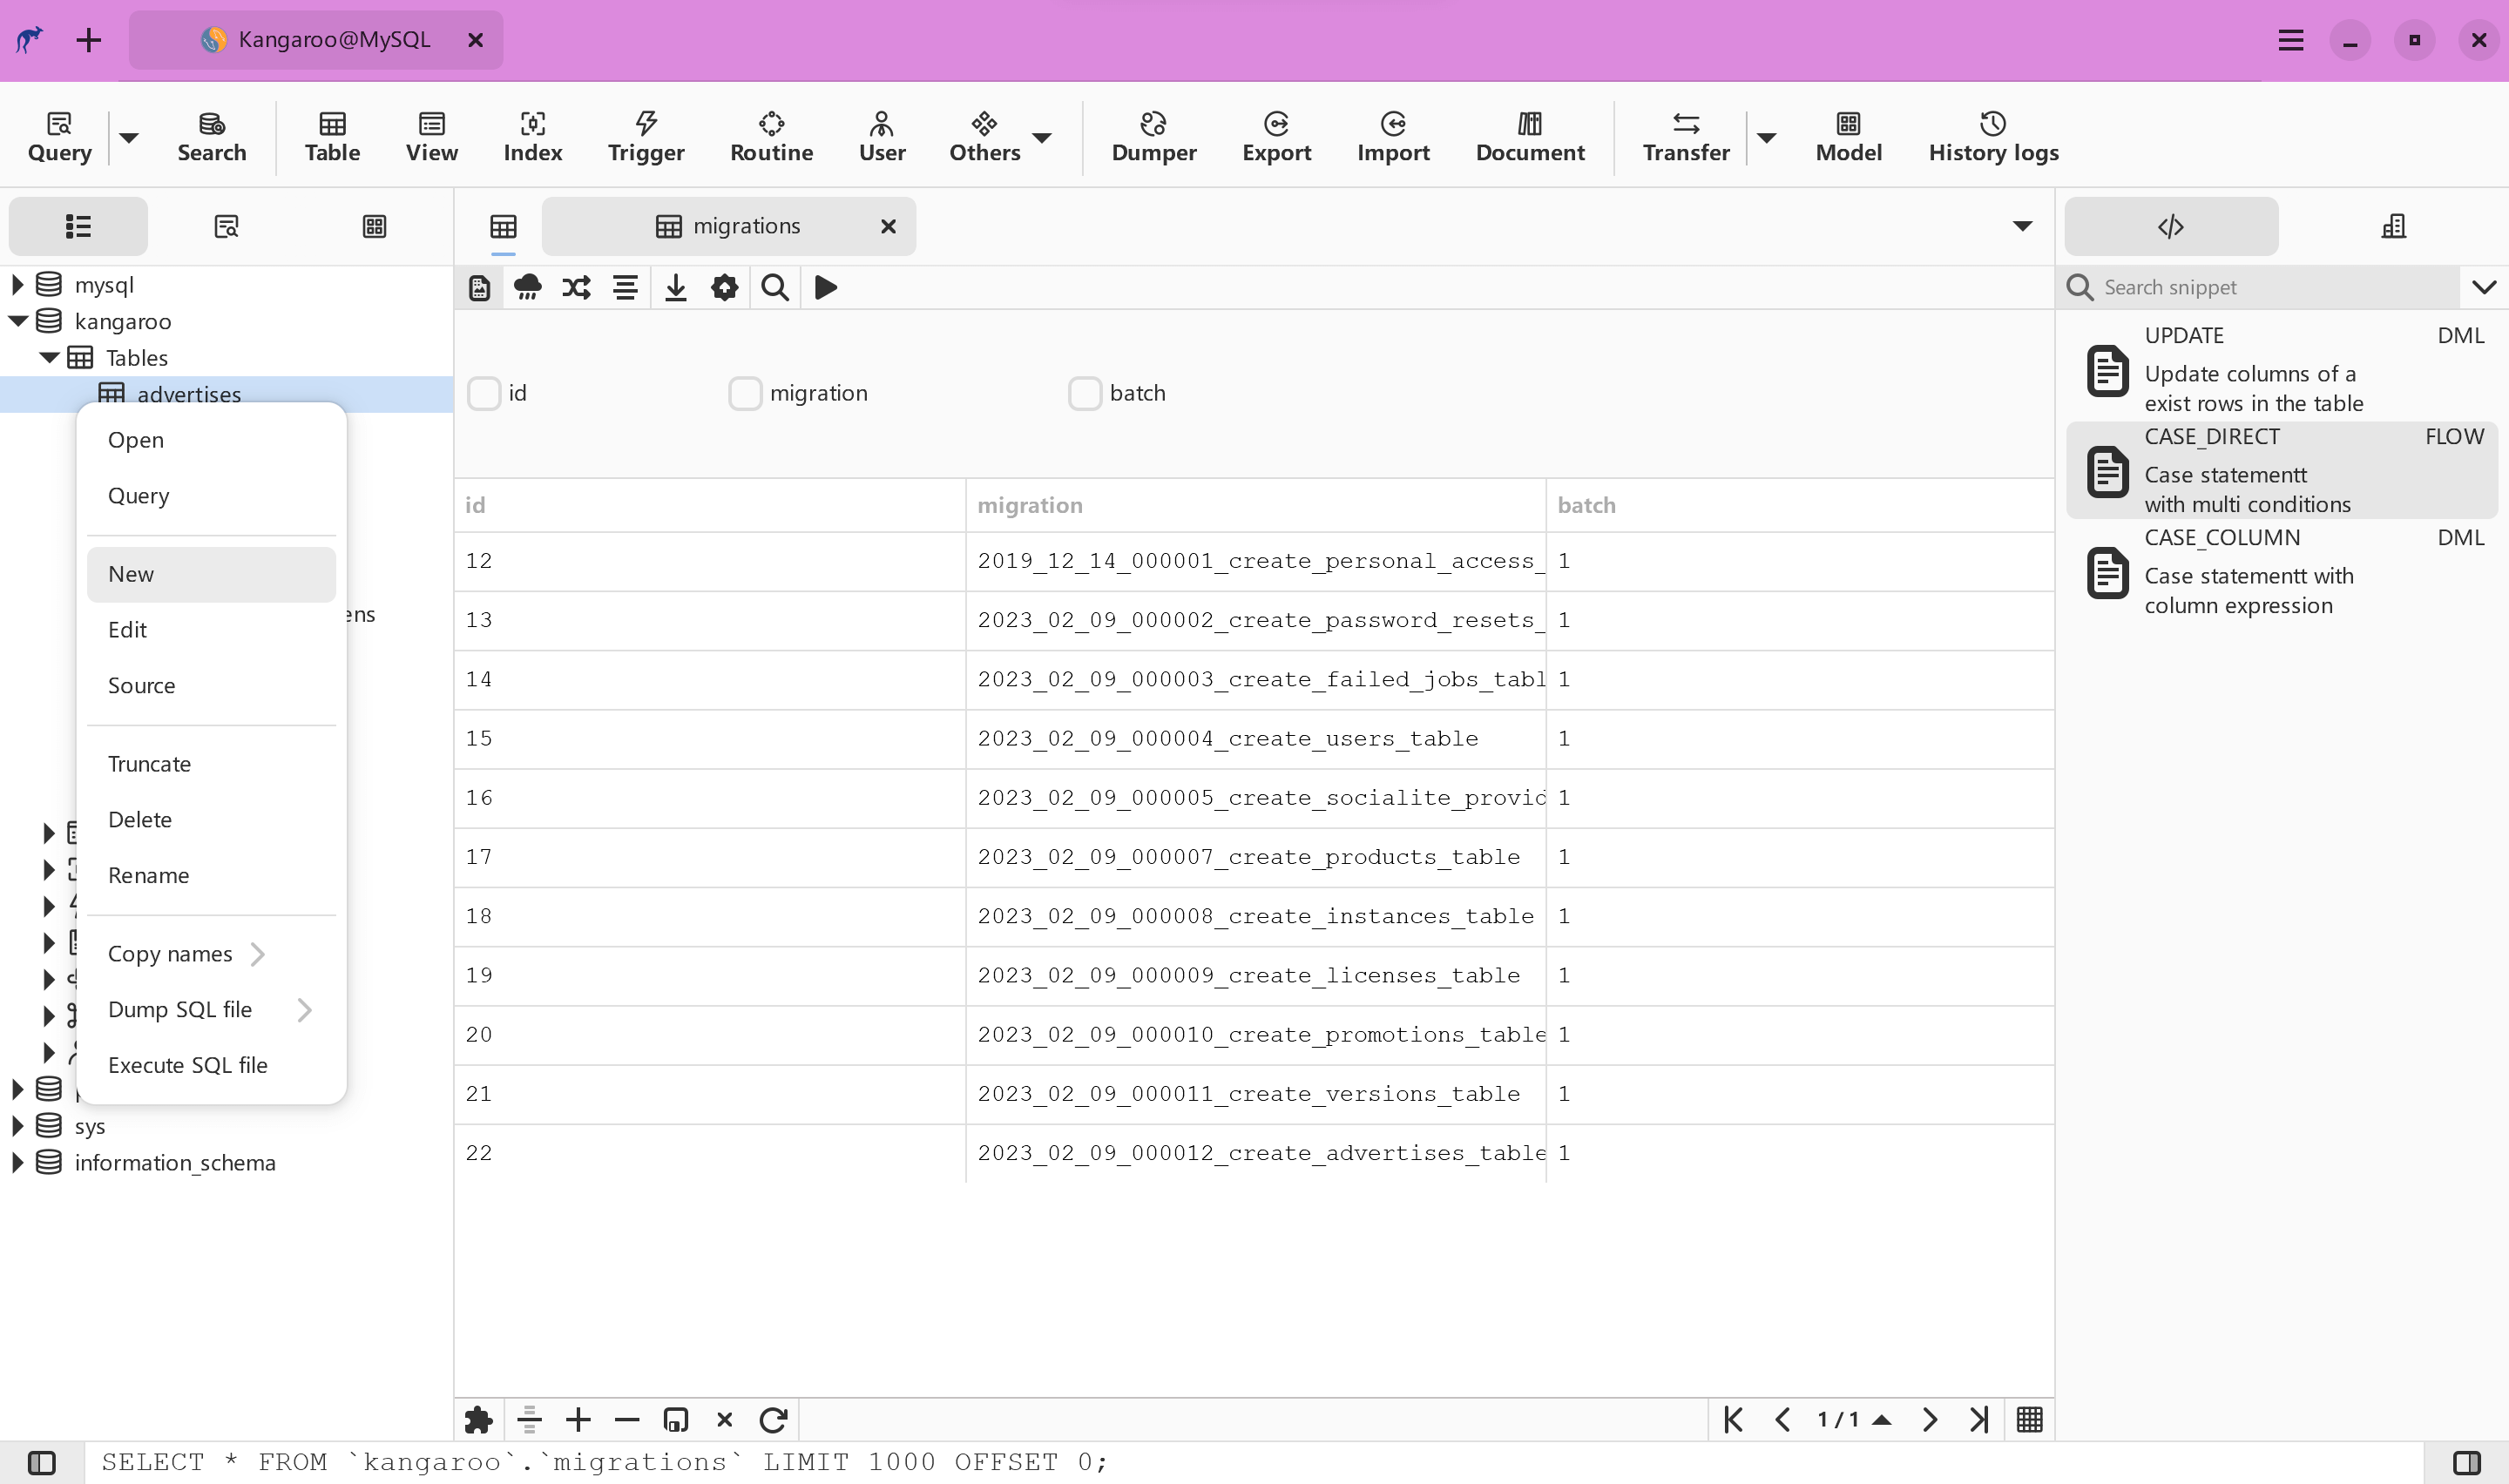 Kangaroo@MySQL
Query
Search
Table
View
Index
Trigger
Routine
User
Others
Dumper
Export
Import
Document
Transfer
Model
History logs
mysql
kangaroo
Tables
advertises
Open
Query
New
Edit
Source
Truncate
Delete
Rename
Copy names
Dump SQL file
Execute SQL file
ens
sys
information_schema
migrations
id
migration
batch
id migration batch
12 2019_12_14_000001_create_personal_access_ 1
13 2023_02_09_000002_create_password_resets_ 1
14 2023_02_09_000003_create_failed_jobs_tabl 1
15 2023_02_09_000004_create_users_table 1
16 2023_02_09_000005_create_socialite_provid 1
17 2023_02_09_000007_create_products_table 1
18 2023_02_09_000008_create_instances_table 1
19 2023_02_09_000009_create_licenses_table 1
20 2023_02_09_000010_create_promotions_table 1
21 2023_02_09_000011_create_versions_table 1
22 2023_02_09_000012_create_advertises_table 1
1 / 1
Search snippet
UPDATE DML
Update columns of a
exist rows in the table
CASE_DIRECT FLOW
Case statementt
with multi conditions
CASE_COLUMN DML
Case statementt with
column expression
SELECT * FROM `kangaroo`.`migrations` LIMIT 1000 OFFSET 0;